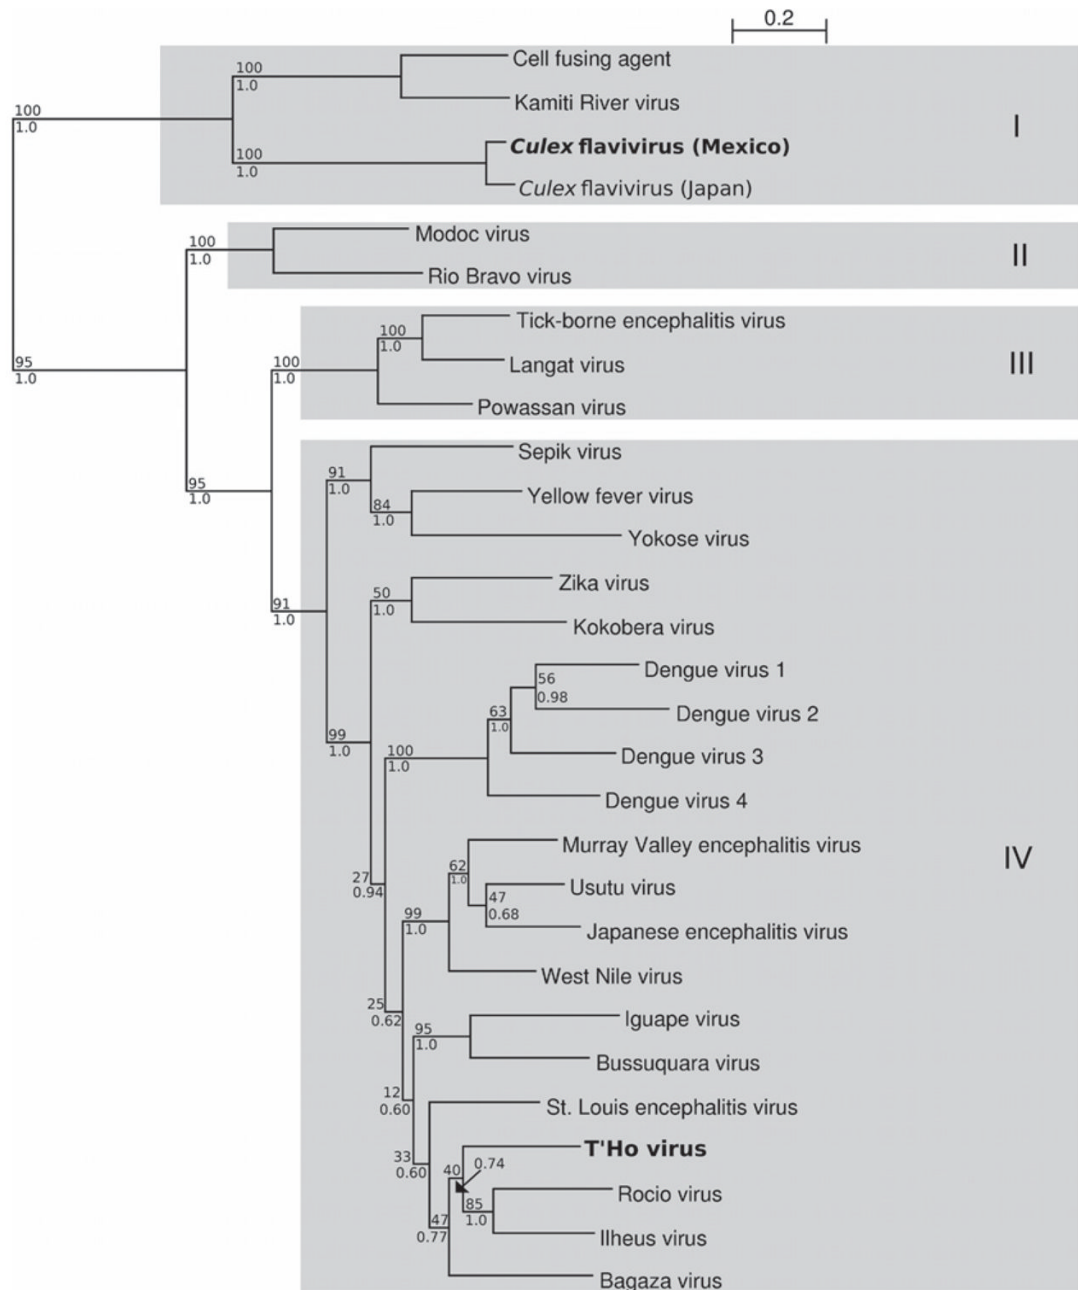 0.2
Cell fusing agent
100
1.0
Kamiti River virus
100
1.0
I
Culex flavivirus (Mexico)
100
1.0
Culex flavivirus (Japan)
Modoc virus
100
1.0
II
Rio Bravo virus
Tick-borne encephalitis virus
100
1.0
95
1.0
100
1.0
Langat virus
III
Powassan virus
Sepik virus
91
1.0
95
1.0
Yellow fever virus
84
1.0
Yokose virus
Zika virus
50
1.0
91
1.0
Kokobera virus
Dengue virus 1
56
0.98
63
1.0
Dengue virus 2
99
1.0
100
1.0
Dengue virus 3
Dengue virus 4
Murray Valley encephalitis virus
IV
62
1.0
27
0.94
Usutu virus
47
0.68
99
1.0
Japanese encephalitis virus
West Nile virus
25
0.62
Iguape virus
95
1.0
Bussuquara virus
12
0.60
St. Louis encephalitis virus
T'Ho virus
33
0.60
40
0.74
Rocio virus
85
1.0
47
0.77
Ilheus virus
Bagaza virus